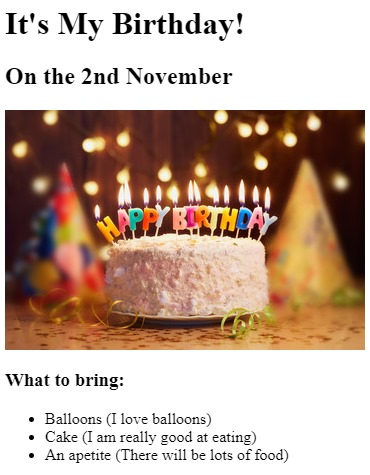 It's My Birthday!
On the 2nd November
HAPPY BIRTHDAY
What to bring:
Balloons (I love balloons)
Cake (I am really good at eating)
An apetite (There will be lots of food)